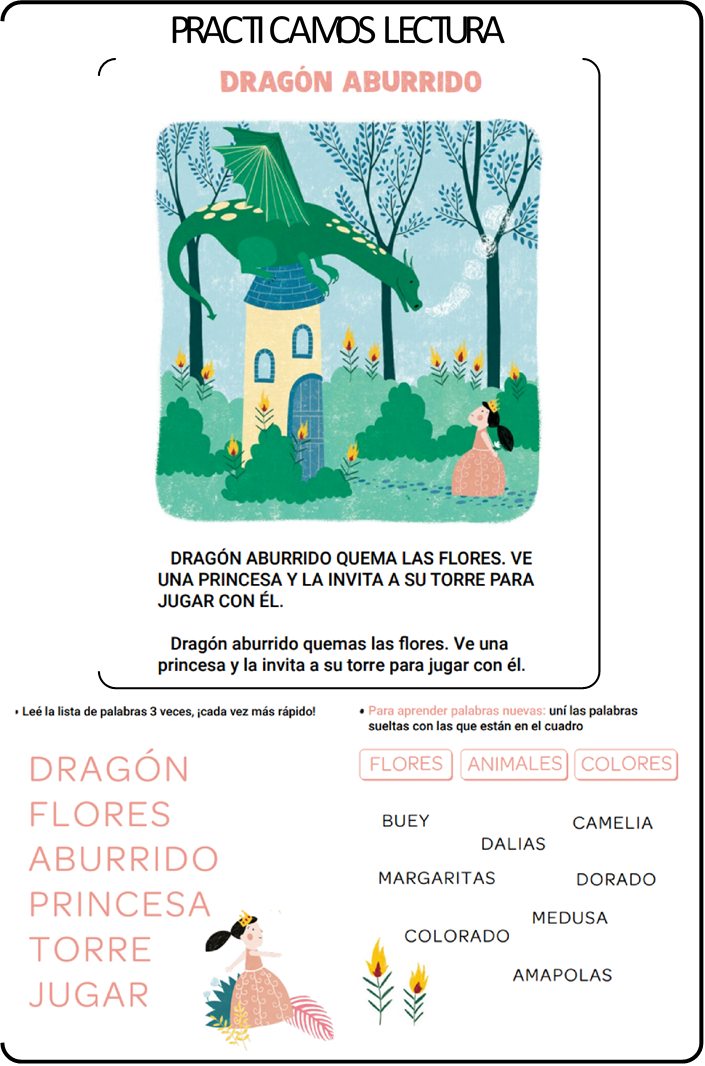 PRACTICAMOS LECTURA
DRAGÓN ABURRIDO
DRAGÓN ABURRIDO QUEMA LAS FLORES. VE
UNA PRINCESA Y LA INVITA A SU TORRE PARA
JUGAR CON ÉL.
Dragón aburrido quemas las flores. Ve una
princesa y la invita a su torre para jugar con él.
• Leé la lista de palabras 3 veces, ¡cada vez más rápido!
DRAGÓN
FLORES
ABURRIDO
PRINCESA
TORRE
JUGAR
• Para aprender palabras nuevas: uní las palabras
sueltas con las que están en el cuadro
FLORES ANIMALES COLORES
BUEY
CAMELIA
DALIAS
MARGARITAS
DORADO
MEDUSA
COLORADO
AMAPOLAS